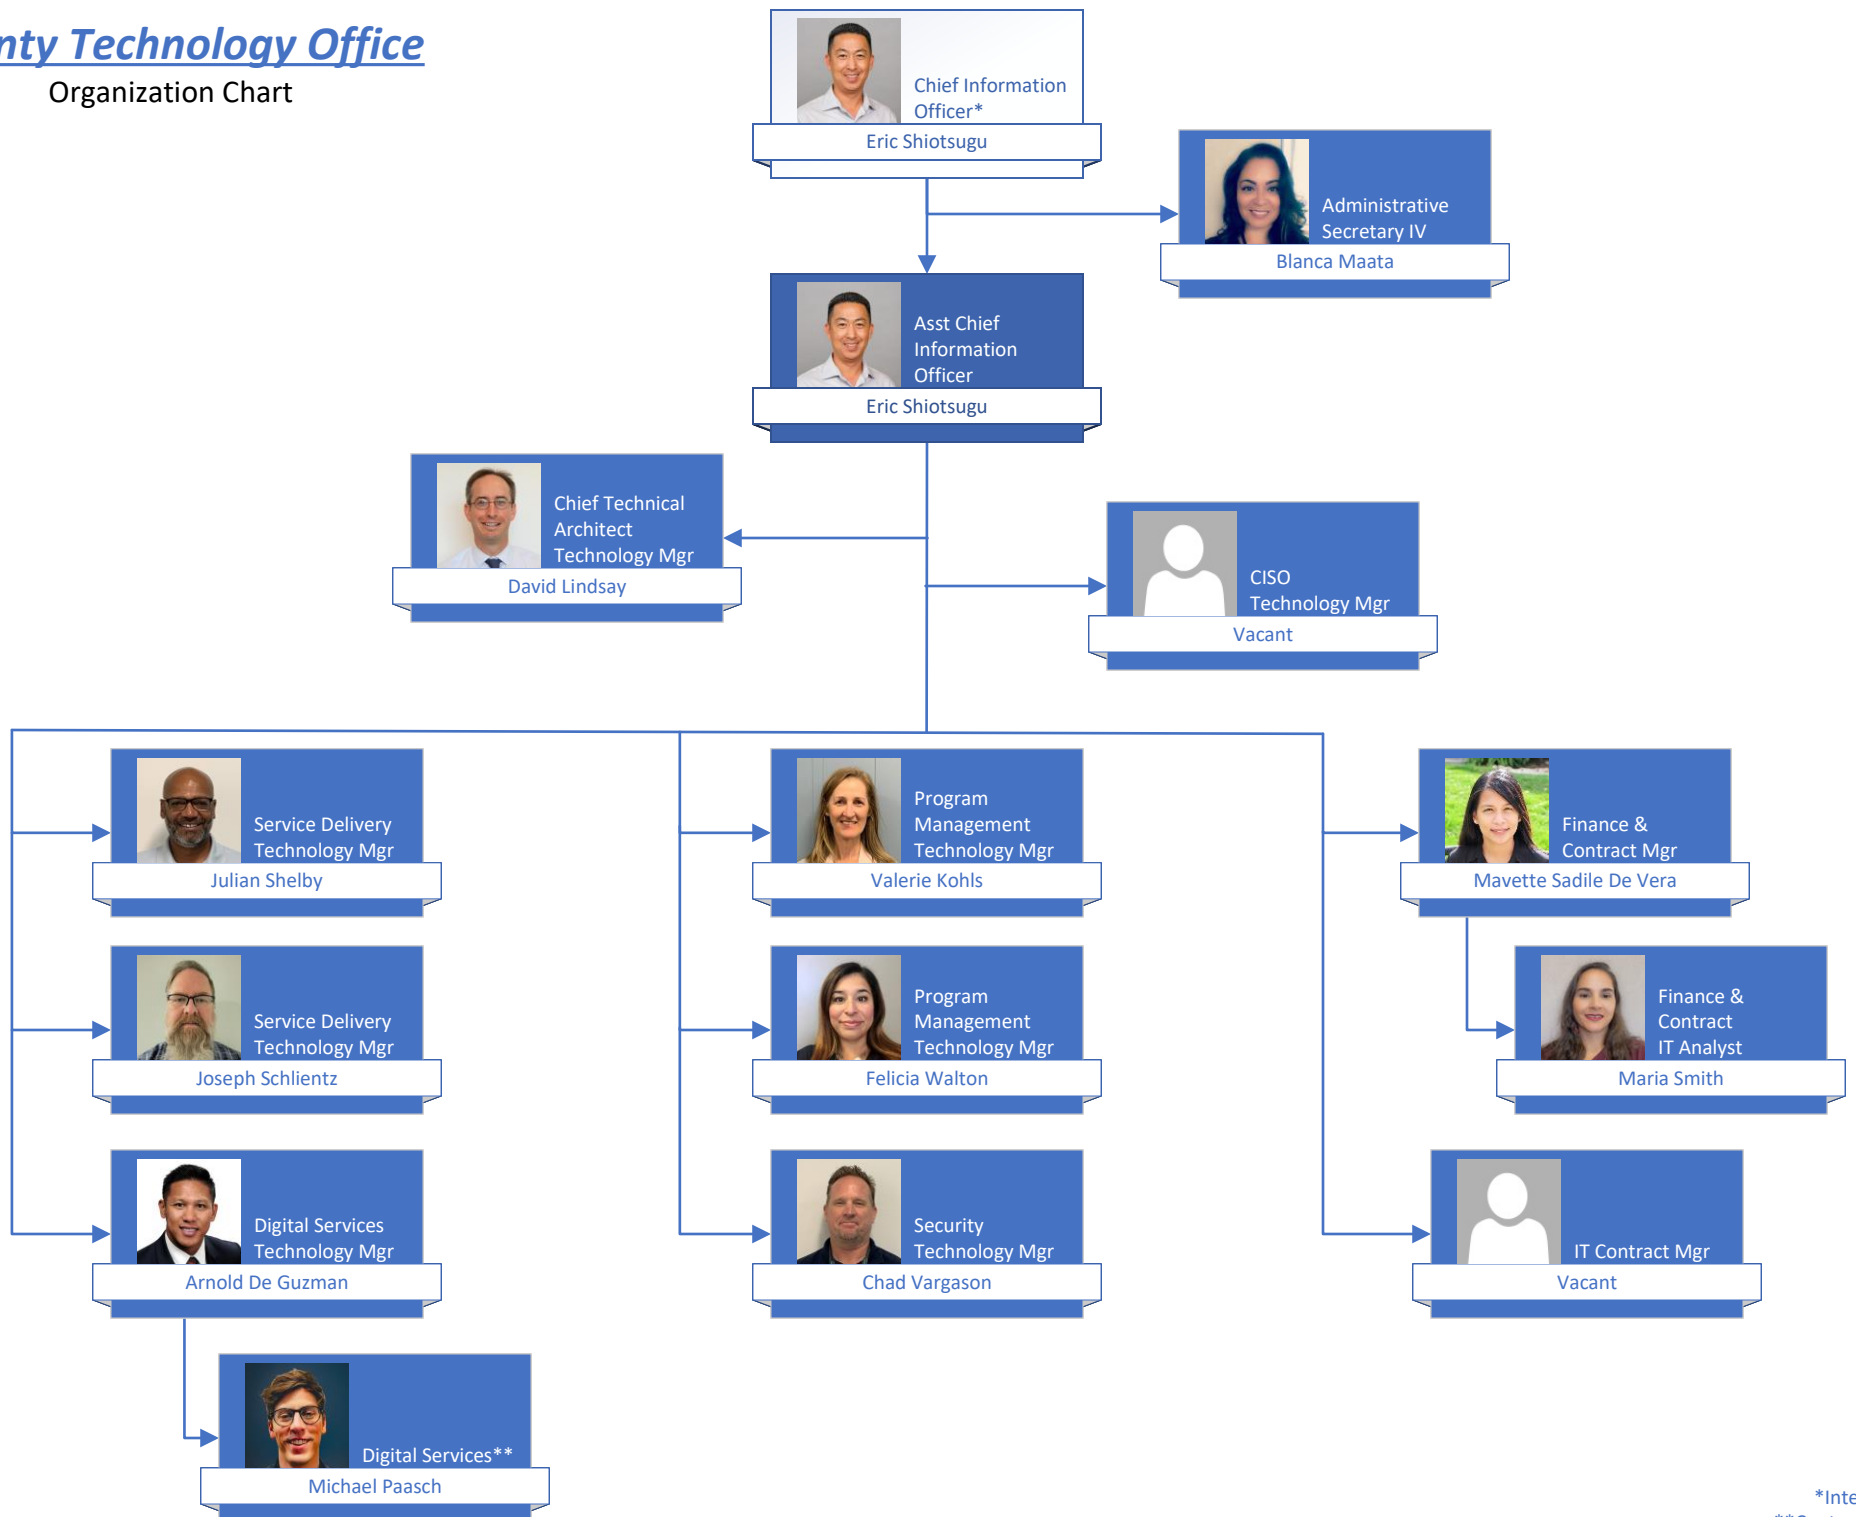 Technology Office
Organization Chart
Chief Information
Officer*
Eric Shiotsugu
Administrative
Secretary IV
Blanca Maata
Asst Chief
Information
Officer
Eric Shiotsugu
Chief Technical
Architect
Technology Mgr
David Lindsay
CISO
Technology Mgr
Vacant
Service Delivery
Technology Mgr
Julian Shelby
Program
Management
Technology Mgr
Valerie Kohls
Finance &
Contract Mgr
Mavette Sadile De Vera
Service Delivery
Technology Mgr
Joseph Schlientz
Program
Management
Technology Mgr
Felicia Walton
Finance &
Contract
IT Analyst
Maria Smith
Digital Services
Technology Mgr
Arnold De Guzman
Security
Technology Mgr
Chad Vargason
IT Contract Mgr
Vacant
Digital Services**
Michael Paasch